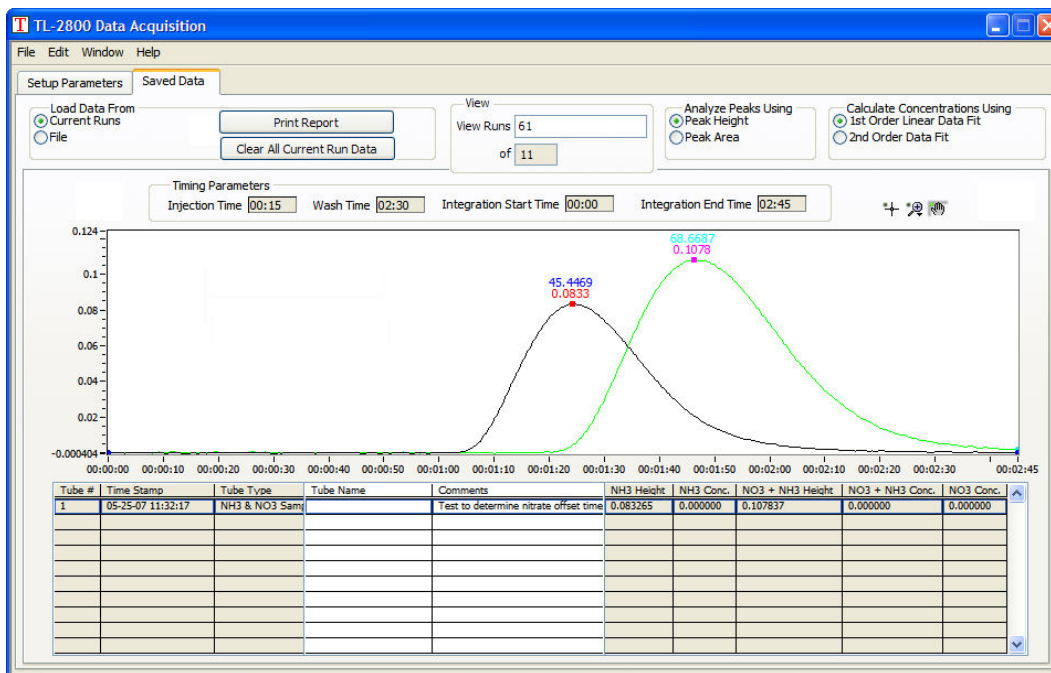 TL-2800 Data Acquisition
File Edit Window Help
Setup Parameters Saved Data
Load Data From
Current Runs
File
Print Report
Clear All Current Run Data
View
View Runs 61
of 11
Analyze Peaks Using
Peak Height
Peak Area
Calculate Concentrations Using
1st Order Linear Data Fit
2nd Order Data Fit
Timing Parameters
Injection Time 00:15 Wash Time 02:30 Integration Start Time 00:00 Integration End Time 02:45
0.124
0.1
0.08
0.06
0.04
0.02
-0.000404
68.6687
0.1078
45.4469
0.0833
00:00:00 00:00:10 00:00:20 00:00:30 00:00:40 00:00:50 00:01:00 00:01:10 00:01:20 00:01:30 00:01:40 00:01:50 00:02:00 00:02:10 00:02:20 00:02:30 00:02:45
Tube # Time Stamp Tube Type Tube Name Comments NH3 Height NH3 Conc. NO3 + NH3 Height NO3 + NH3 Conc. NO3 Conc.
1 05-25-07 11:32:17 NH3 & NO3 Sam Test to determine nitrate offset time 0.083265 0.000000 0.107837 0.000000 0.000000